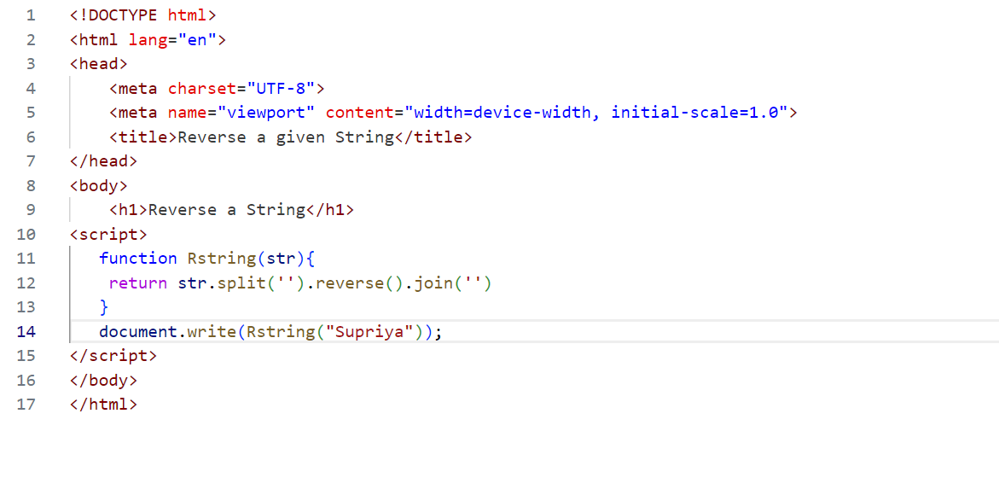 1 <!DOCTYPE html>
2 <html lang="en">
3 <head>
4     <meta charset="UTF-8">
5     <meta name="viewport" content="width=device-width, initial-scale=1.0">
6     <title>Reverse a given String</title>
7 </head>
8 <body>
9     <h1>Reverse a String</h1>
10 <script>
11    function Rstring(str){
12     return str.split('').reverse().join('')
13    }
14    document.write(Rstring("Supriya"));
15 </script>
16 </body>
17 </html>